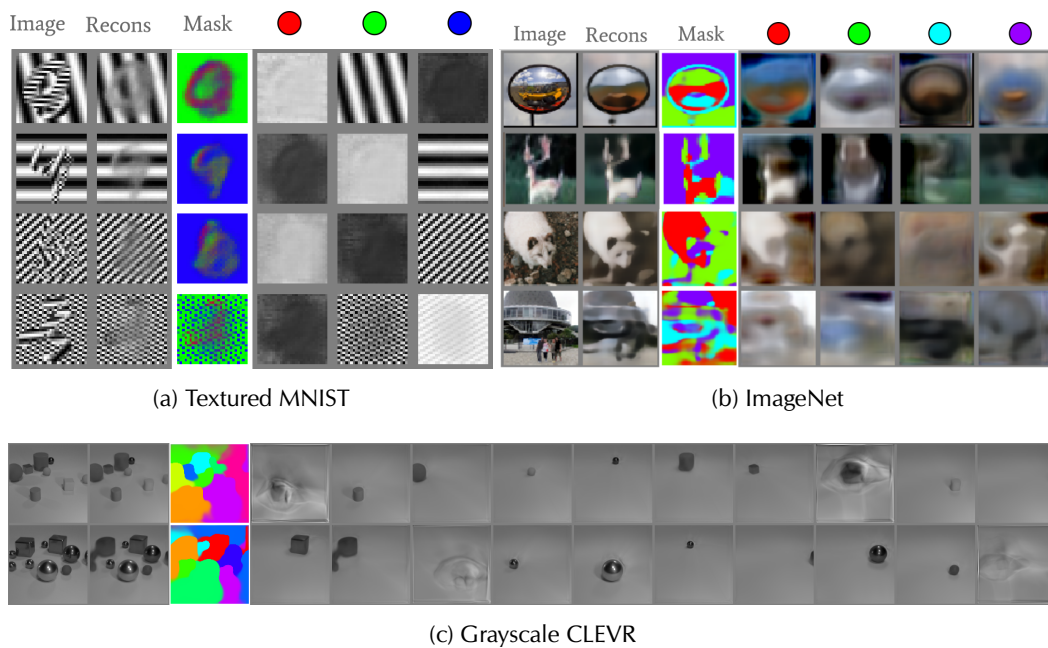 Image Recons Mask
Image Recons Mask
(a) Textured MNIST
(b) ImageNet
(c) Grayscale CLEVR